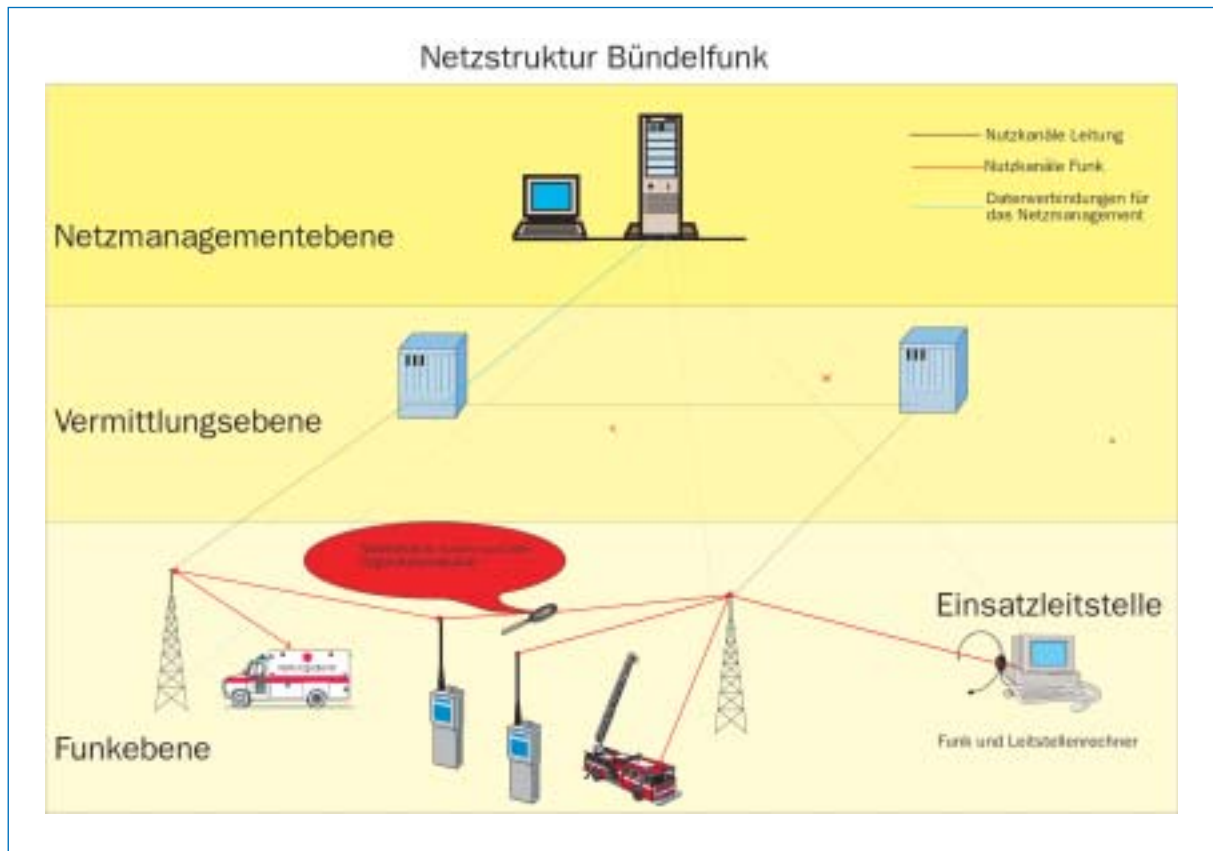 Netzstruktur Bündelfunk
Nutzkanäle Leitung
Nutzkanäle Funk
Datenverbindungen für
das Netzmanagement
Netzmanagementebene
Vermittlungsebene
Einsatzleitstelle
Funkebene
Funk und Leitstellenrechner